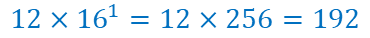 12 × 16¹ = 12 × 256 = 192